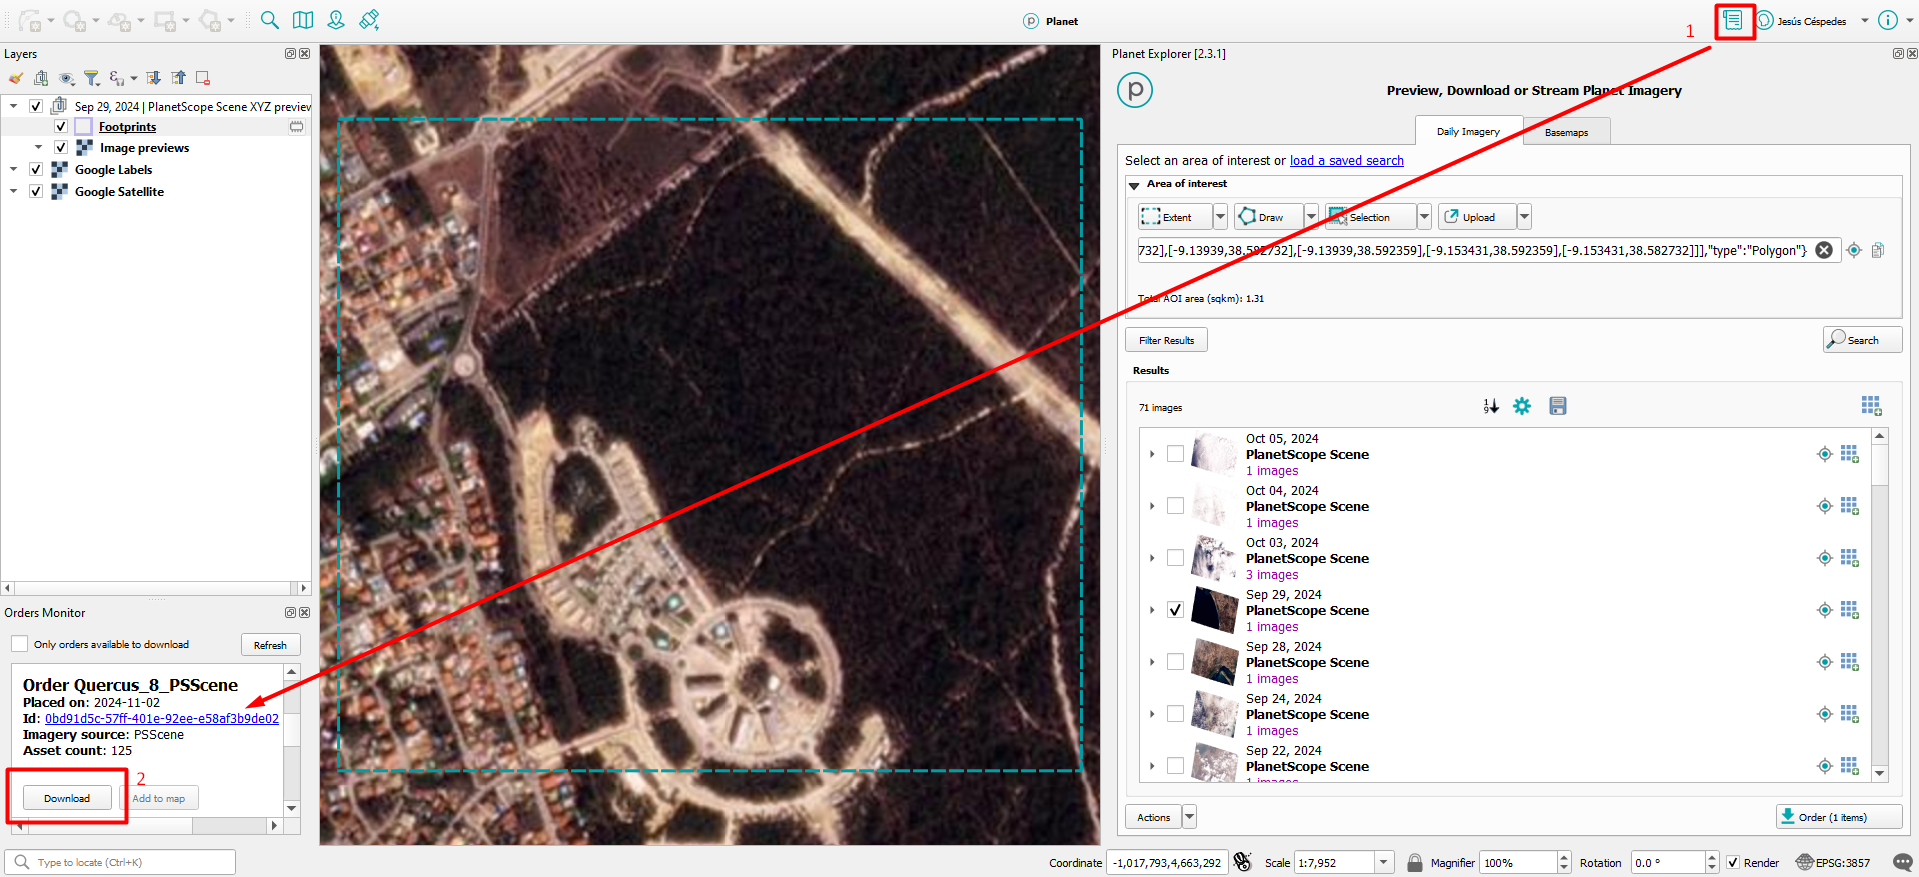 Planet
1
Jesús Céspedes
Layers
Sep 29, 2024 | PlanetScope Scene XYZ preview
Footprints
Image previews
Google Labels
Google Satellite
Orders Monitor
Only orders available to download
Refresh
Order Quercus_8_PSScene
Placed on: 2024-11-02
Id: 0bd91d5c-57ff-401e-92ee-e58af3b9de02
Imagery source: PSScene
Asset count: 125
2
Download
Add to map
Planet Explorer [2.3.1]
Preview, Download or Stream Planet Imagery
Daily Imagery
Basemaps
Select an area of interest or load a saved search
Area of interest
Extent
Draw
Selection
Upload
732],[-9.13939,38.582732],[-9.13939,38.592359],[-9.153431,38.592359],[-9.153431,38.582732]]],"type":"Polygon"}
Total AOI area (sqkm): 1.31
Filter Results
Search
Results
71 images
Oct 05, 2024
PlanetScope Scene
1 images
Oct 04, 2024
PlanetScope Scene
1 images
Oct 03, 2024
PlanetScope Scene
3 images
Sep 29, 2024
PlanetScope Scene
1 images
Sep 28, 2024
PlanetScope Scene
1 images
Sep 24, 2024
PlanetScope Scene
1 images
Sep 22, 2024
PlanetScope Scene
1 images
Actions
Order (1 items)
Type to locate (Ctrl+K)
Coordinate
-1,017,793,4,663,292
Scale
1:7,952
Magnifier
100%
Rotation
0.0 °
Render
EPSG:3857